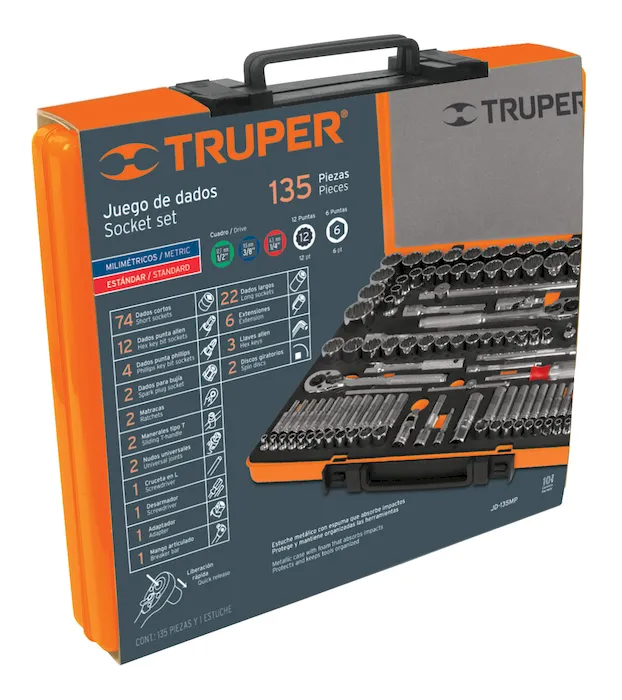 TRUPER®
TRUPER
Juego de dados
Socket set
135 Piezas
Pieces
MILIMÉTRICOS / METRIC
ESTÁNDAR / STANDARD
Cuadro / Drive
1/2"
3/8"
1/4"
12 Puntas
12
12 pt
6 Puntas
6
6 pt
74 Dados cortos
Short sockets
12 Dados punta allen
Hex key bit sockets
4 Dados punta phillips
Phillips key bit sockets
2 Dados para bujía
Spark plug socket
2 Matracas
Ratchets
2 Manerales tipo T
Sliding T-handle
2 Nudos universales
Universal joints
1 Cruceta en L
Screwdriver
1 Desarmador
Screwdriver
1 Adaptador
Adapter
1 Mango articulado
Breaker bar
22 Dados largos
Long sockets
6 Extensiones
Extension
3 Llaves allen
Hex keys
2 Discos giratorios
Spin discs
Liberación
rápida
Quick release
Estuche metálico con espuma que absorbe impactos
Protege y mantiene organizadas las herramientas
Metallic case with foam that absorbs impacts
Protects and keeps tools organized
CONT.: 135 PIEZAS Y 1 ESTUCHE
JD-135MP